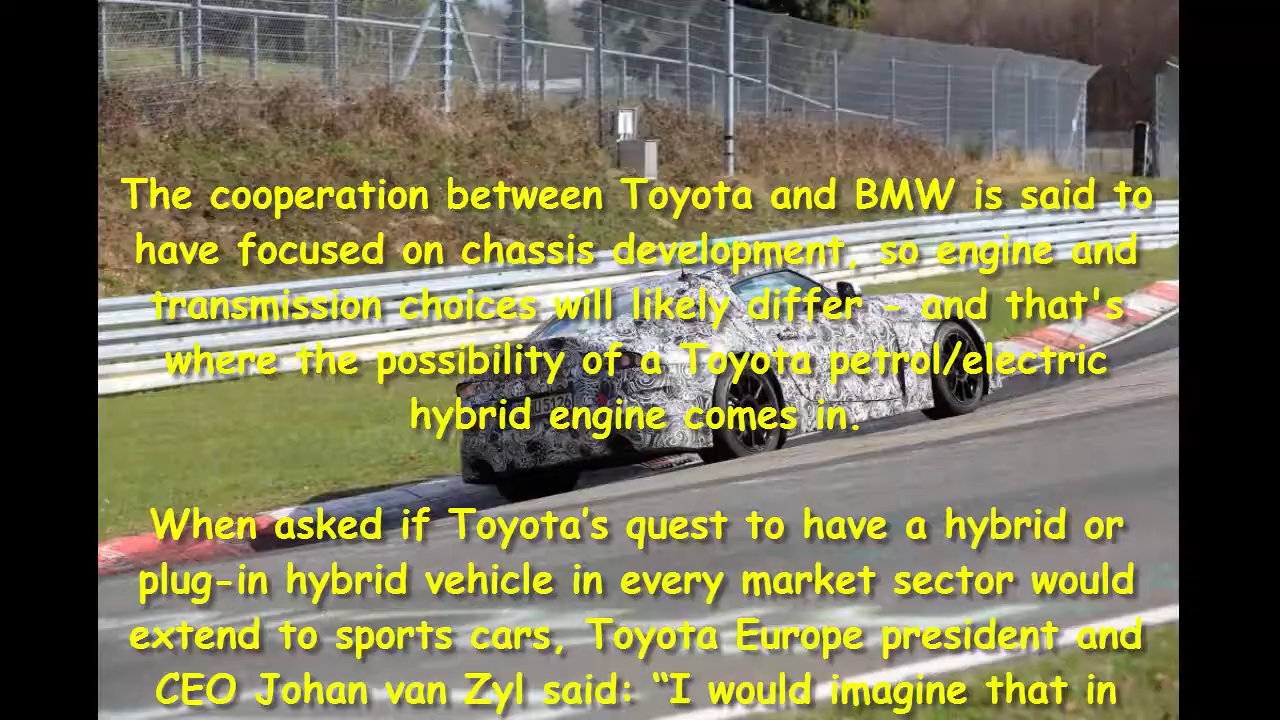 The cooperation between Toyota and BMW is said to
have focused on chassis development, so engine and
transmission choices will likely differ - and that's
where the possibility of a Toyota petrol/electric
hybrid engine comes in.
When asked if Toyota’s quest to have a hybrid or
plug-in hybrid vehicle in every market sector would
extend to sports cars, Toyota Europe president and
CEO Johan van Zyl said: “I would imagine that in